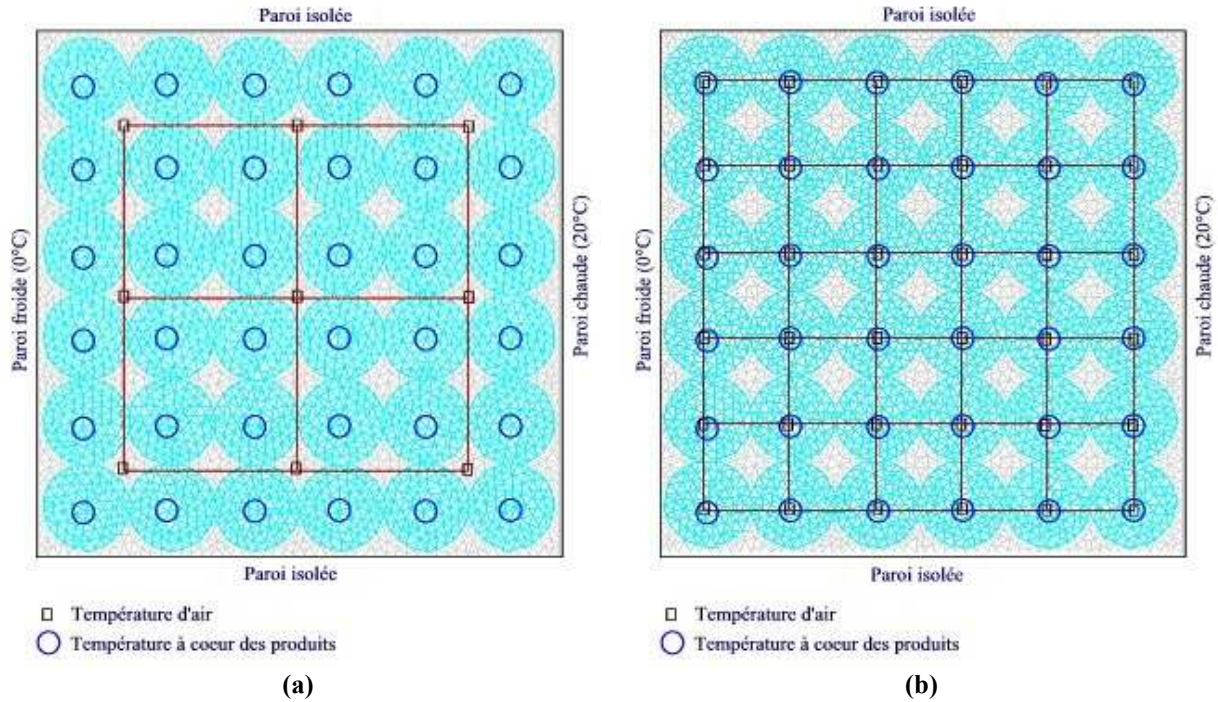 Paroi isolée
Paroi isolée
Paroi froide (0°C)
Paroi chaude (20°C)
Paroi froide (0°C)
Paroi chaude (20°C)
Paroi isolée
Paroi isolée
Température d'air
Température à coeur des produits
Température d'air
Température à coeur des produits
(a)
(b)